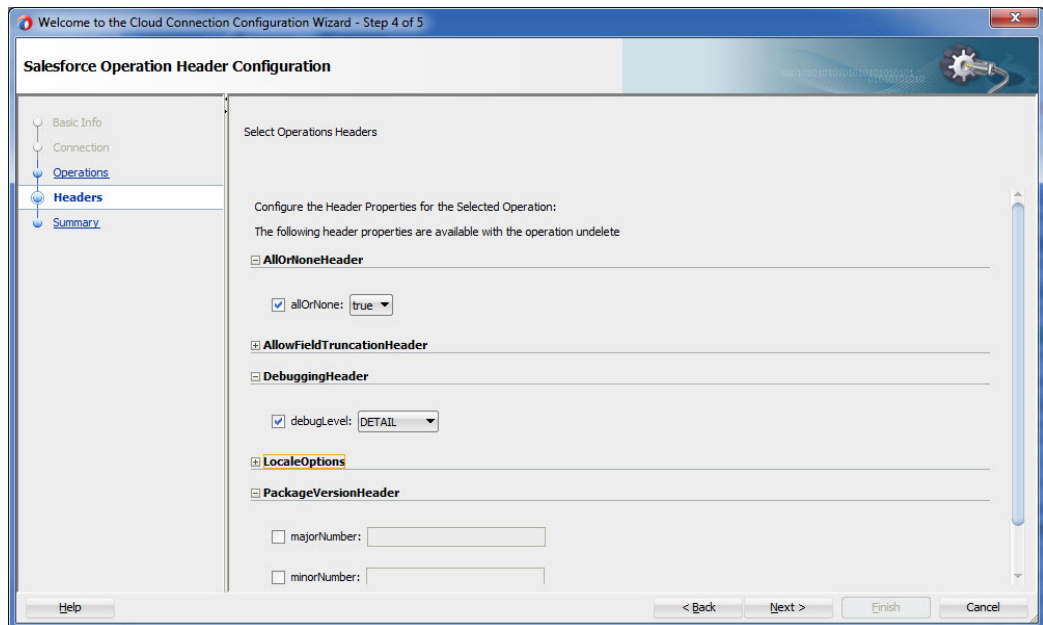 Welcome to the Cloud Connection Configuration Wizard - Step 4 of 5
Salesforce Operation Header Configuration
Basic Info
Connection
Operations
Headers
Summary
Select Operations Headers
Configure the Header Properties for the Selected Operation:
The following header properties are available with the operation undelete
AllOrNoneHeader
allOrNone: true
AllowFieldTruncationHeader
DebuggingHeader
debugLevel: DETAIL
LocaleOptions
PackageVersionHeader
majorNumber:
minorNumber:
Help
< Back
Next >
Finish
Cancel